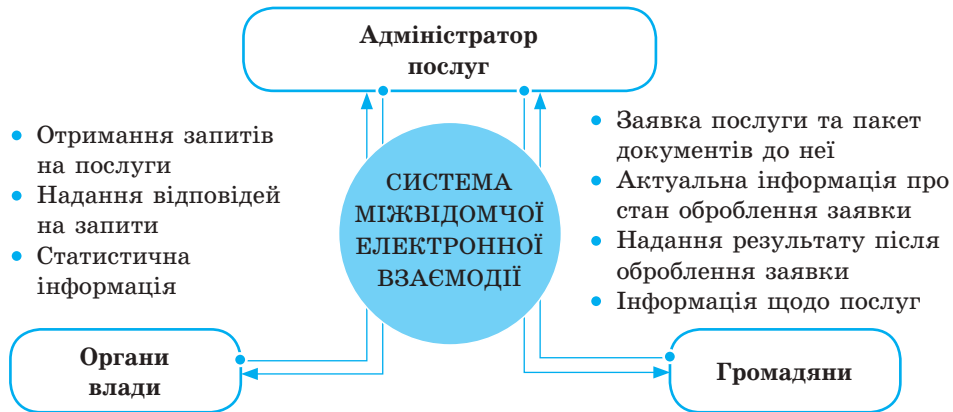 Адміністратор
послуг
• Отримання запитів
на послуги
• Надання відповідей
на запити
• Статистична
інформація
СИСТЕМА
МІЖВІДОМЧОЇ
ЕЛЕКТРОННОЇ
ВЗАЄМОДІЇ
• Заявка послуги та пакет
документів до неї
• Актуальна інформація про
стан оброблення заявки
• Надання результату після
оброблення заявки
• Інформація щодо послуг
Органи
влади
Громадяни